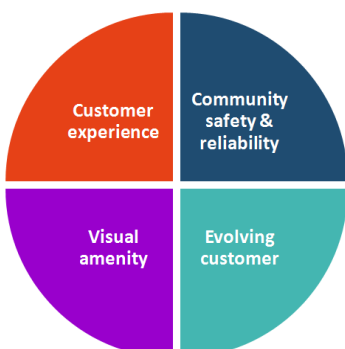 Customer
experience
Community
safety &
reliability
Visual
amenity
Evolving
customer